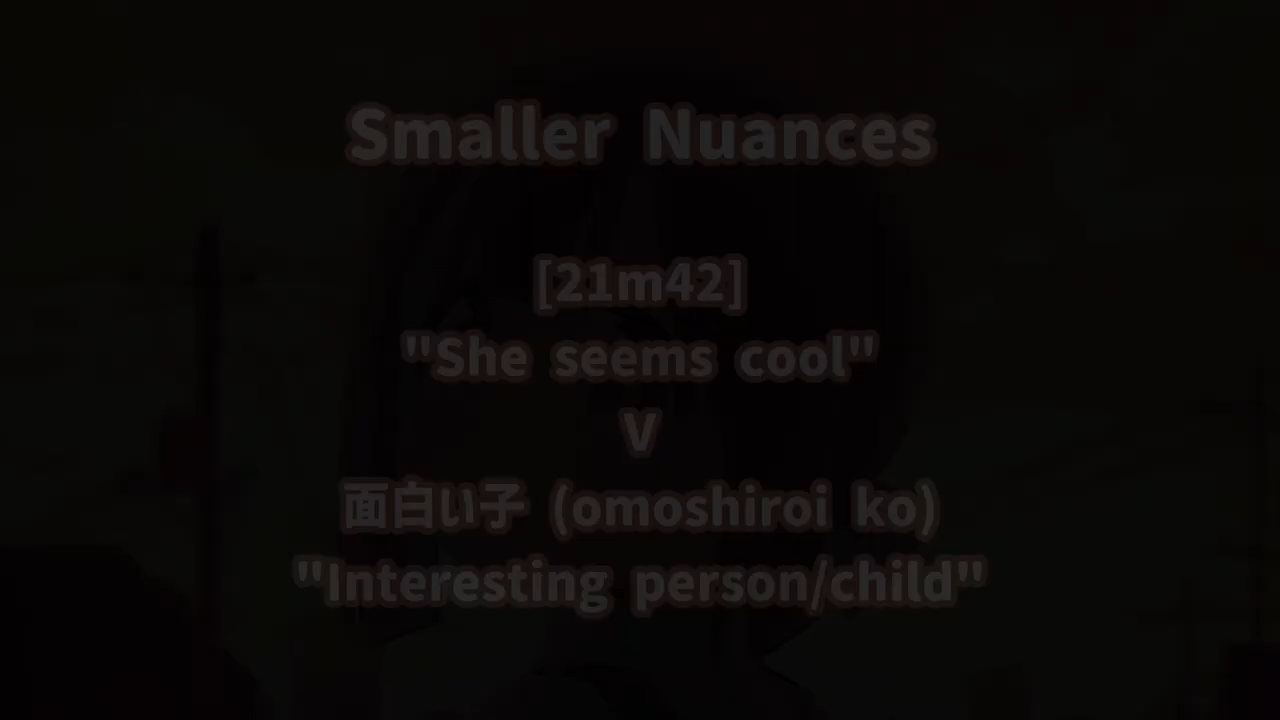 Smaller Nuances
[21m42]
"She seems cool"
V
面白い子 (omoshiroi ko)
"Interesting person/child"